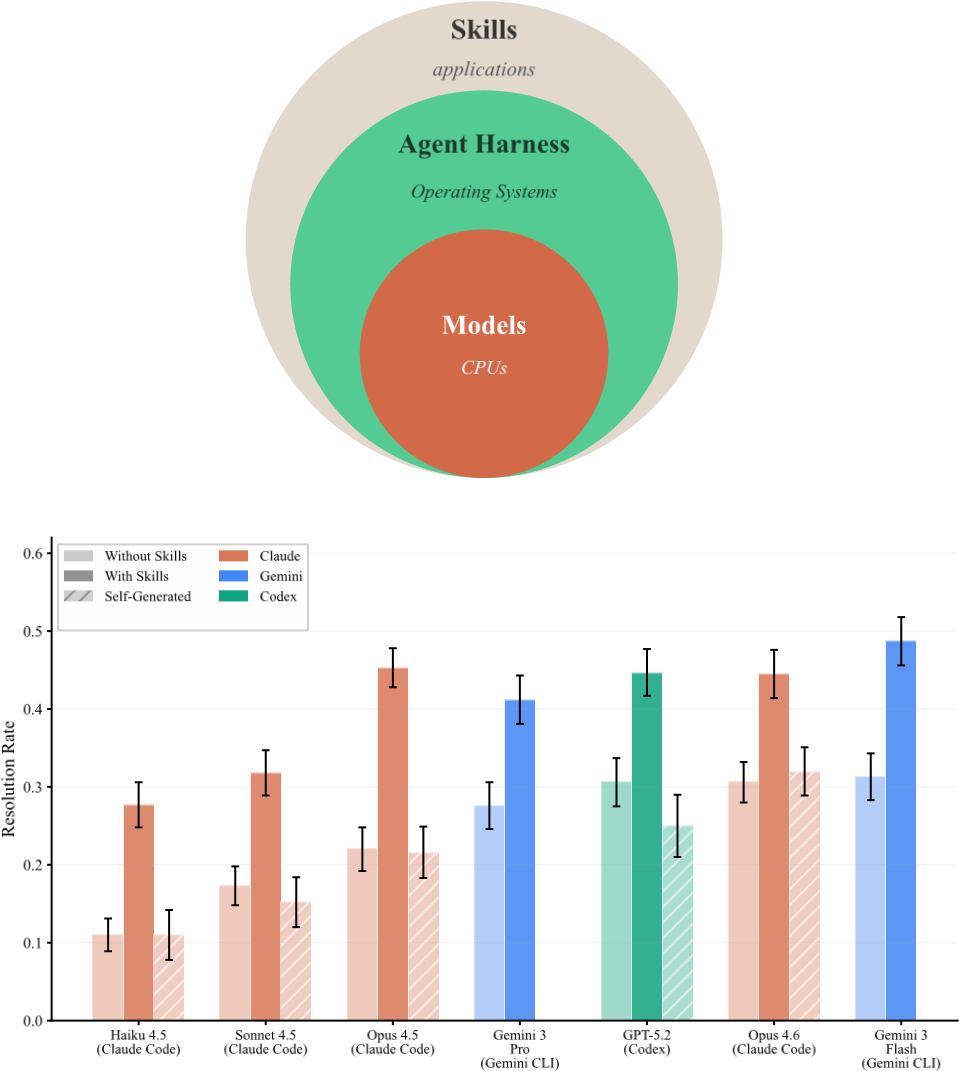 Skills
applications
Agent Harness
Operating Systems
Models
CPUs
Without Skills
With Skills
Self-Generated
Claude
Gemini
Codex
Resolution Rate
0.6
0.5
0.4
0.3
0.2
0.1
0.0
Haiku 4.5
(Claude Code)
Sonnet 4.5
(Claude Code)
Opus 4.5
(Claude Code)
Gemini 3
Pro
(Gemini CLI)
GPT-5.2
(Codex)
Opus 4.6
(Claude Code)
Gemini 3
Flash
(Gemini CLI)